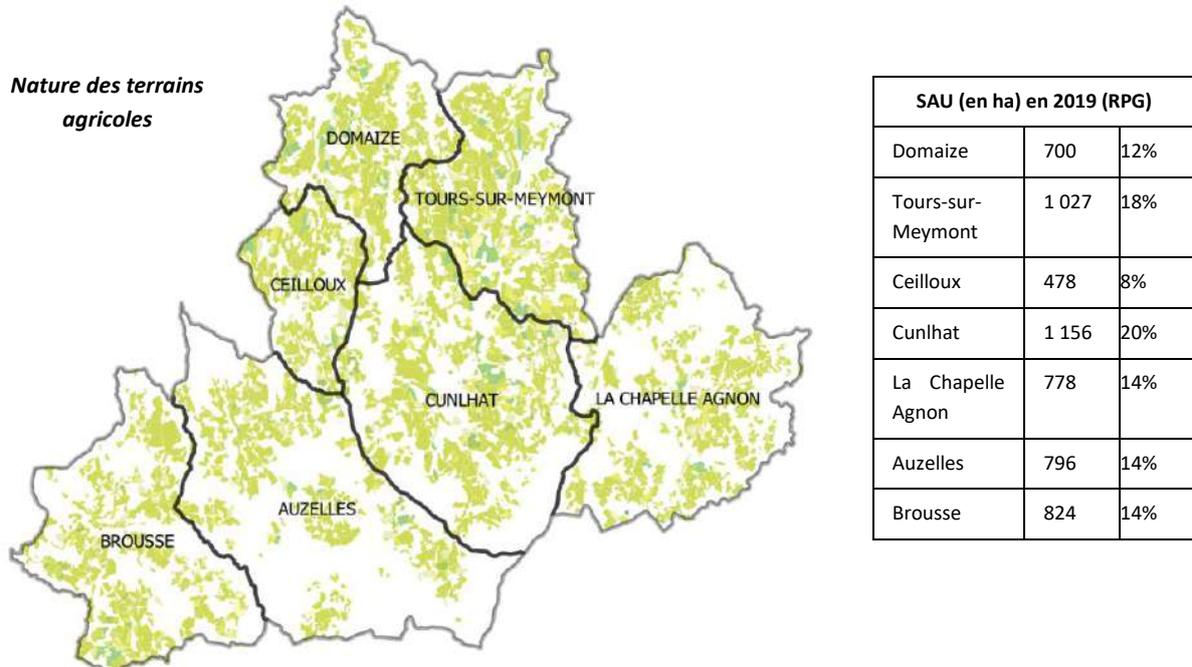 Nature des terrains
agricoles
DOMAIZE
TOURS-SUR-MEYMONT
CEILLOUX
CUNLHAT
LA CHAPELLE AGNON
AUZELLES
BROUSSE
SAU (en ha) en 2019 (RPG)
Domaize 700 12%
Tours-sur- 1 027 18%
Meymont
Ceilloux 478 8%
Cunlhat 1 156 20%
La Chapelle 778 14%
Agnon
Auzelles 796 14%
Brousse 824 14%